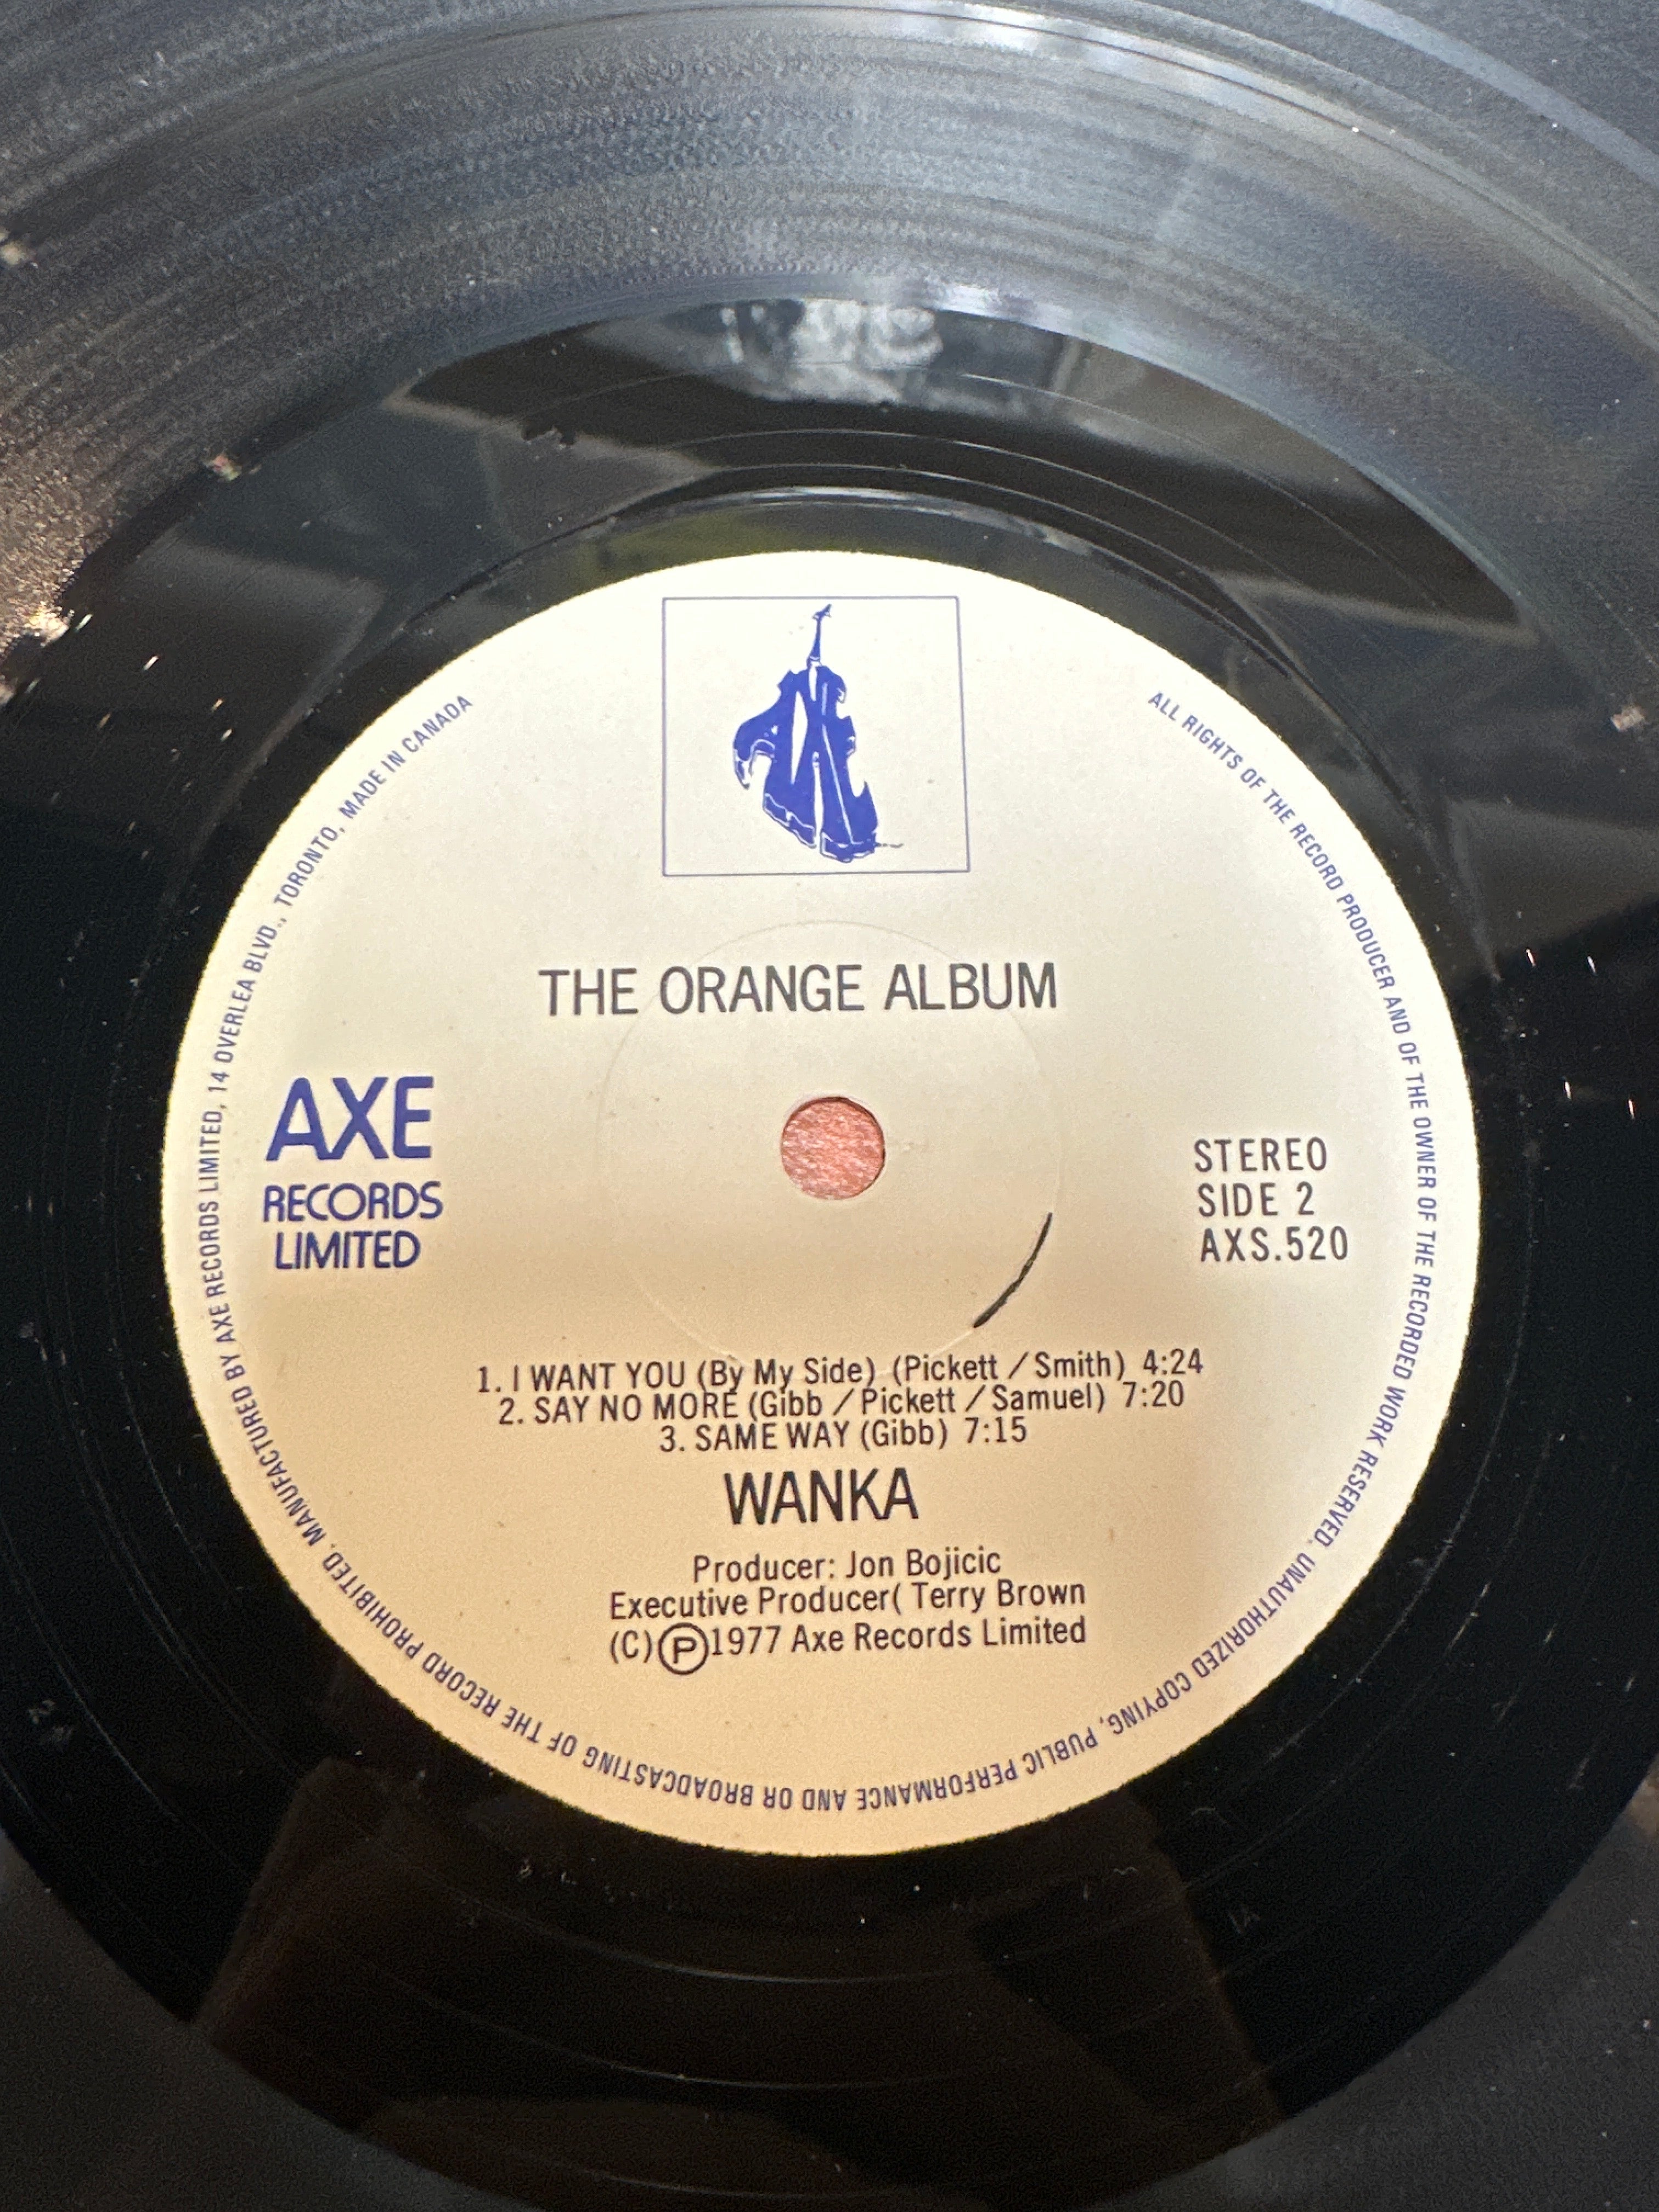 THE ORANGE ALBUM
AXE
RECORDS
LIMITED
STEREO
SIDE 2
AXS.520
1. I WANT YOU (By My Side) (Pickett / Smith) 4:24
2. SAY NO MORE (Gibb / Pickett / Samuel) 7:20
3. SAME WAY (Gibb) 7:15
WANKA
Producer: Jon Bojicic
Executive Producer( Terry Brown
(C)Ⓟ1977 Axe Records Limited
MANUFACTURED BY AXE RECORDS LIMITED, 14 OVERLEA BLVD., TORONTO, MADE IN CANADA
ALL RIGHTS OF THE RECORD PRODUCER AND OF THE OWNER OF THE RECORDED WORK RESERVED. UNAUTHORIZED COPYING, PUBLIC PERFORMANCE AND OR BROADCASTING OF THE RECORD PROHIBITED.